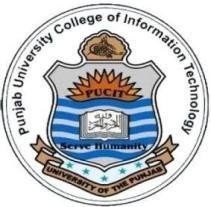 Punjab University College of Information Technology
PUCIT
Serve Humanity
UNIVERSITY OF THE PUNJAB